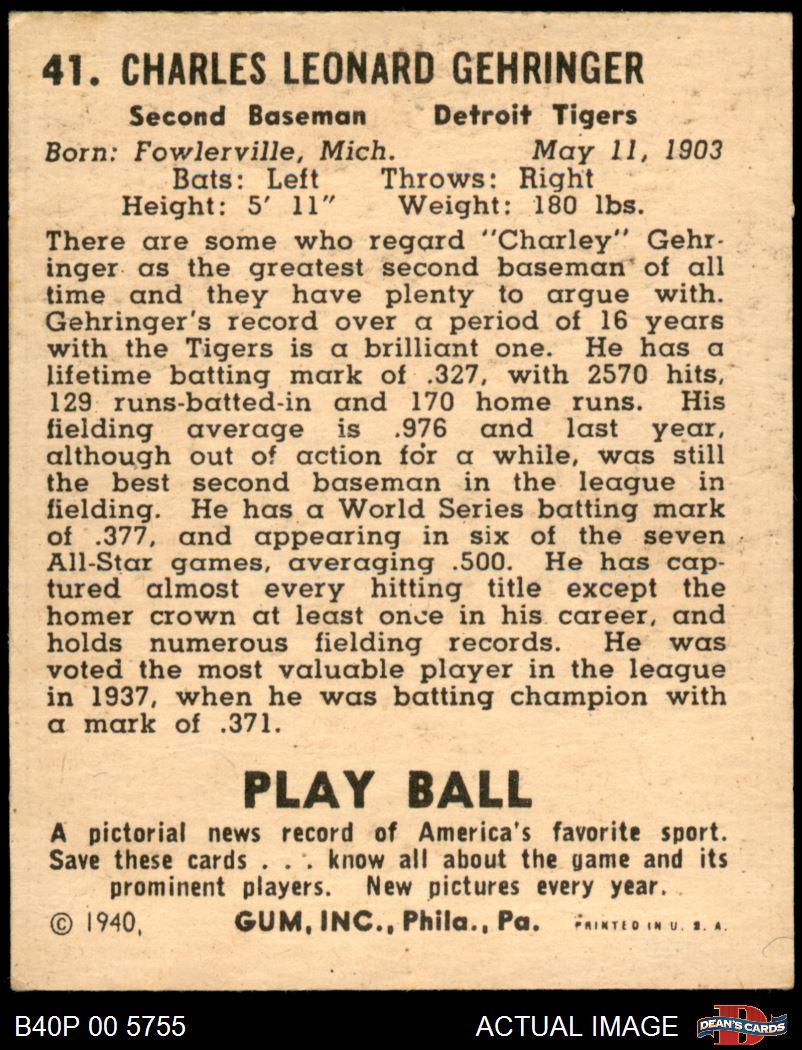 41. CHARLES LEONARD GEHRINGER
Second Baseman Detroit Tigers
Born: Fowlerville, Mich. May 11, 1903
Bats: Left Throws: Right
Height: 5' 11" Weight: 180 lbs.
There are some who regard "Charley" Gehr-
inger as the greatest second baseman of all
time and they have plenty to argue with.
Gehringer's record over a period of 16 years
with the Tigers is a brilliant one. He has a
lifetime batting mark of .327, with 2570 hits,
129 runs-batted-in and 170 home runs. His
fielding average is .976 and last year,
although out of action for a while, was still
the best second baseman in the league in
fielding. He has a World Series batting mark
of .377, and appearing in six of the seven
All-Star games, averaging .500. He has cap-
tured almost every hitting title except the
homer crown at least once in his career, and
holds numerous fielding records. He was
voted the most valuable player in the league
in 1937, when he was batting champion with
a mark of .371.
PLAY BALL
A pictorial news record of America's favorite sport.
Save these cards . . . know all about the game and its
prominent players. New pictures every year.
© 1940, GUM, INC., Phila., Pa. PRINTED IN U. S. A.
B40P 00 5755 ACTUAL IMAGE D DEAN'S CARDS